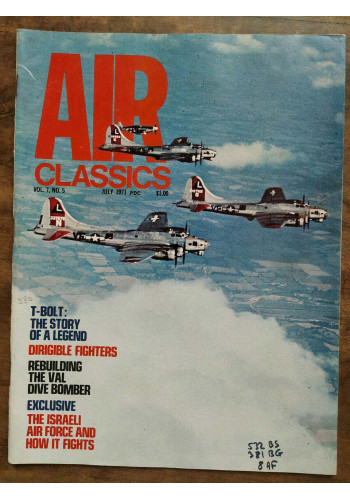 AIR
CLASSICS
VOL. 7, NO. 5 JULY 1971 PDC $1.00
T-BOLT:
THE STORY
OF A LEGEND
DIRIGIBLE FIGHTERS
REBUILDING
THE VAL
DIVE BOMBER
EXCLUSIVE
THE ISRAELI
AIR FORCE AND
HOW IT FIGHTS
532 BS
381 BG
8 AF